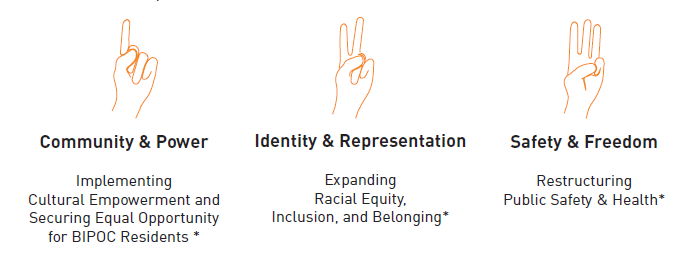 Community & Power
Implementing
Cultural Empowerment and
Securing Equal Opportunity
for BIPOC Residents *
Identity & Representation
Expanding
Racial Equity,
Inclusion, and Belonging*
Safety & Freedom
Restructuring
Public Safety & Health*